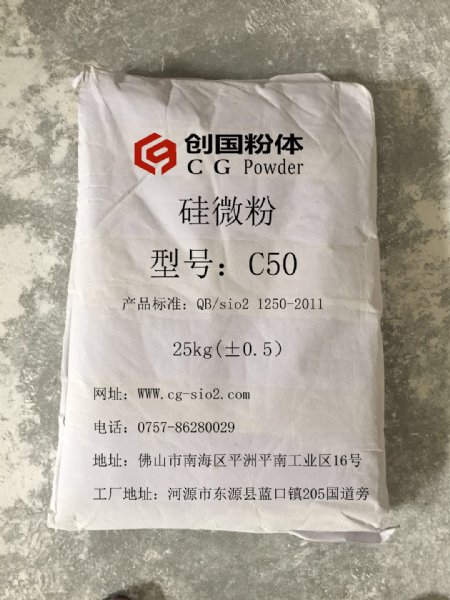 创国粉体
CG Powder
硅微粉
型号：C50
产品标准：QB/sio2 1250-2011
25kg(±0.5)
网址：WWW.cg-sio2.com
电话：0757-86280029
地址：佛山市南海区平洲平南工业区16号
工厂地址：河源市东源县蓝口镇205国道旁